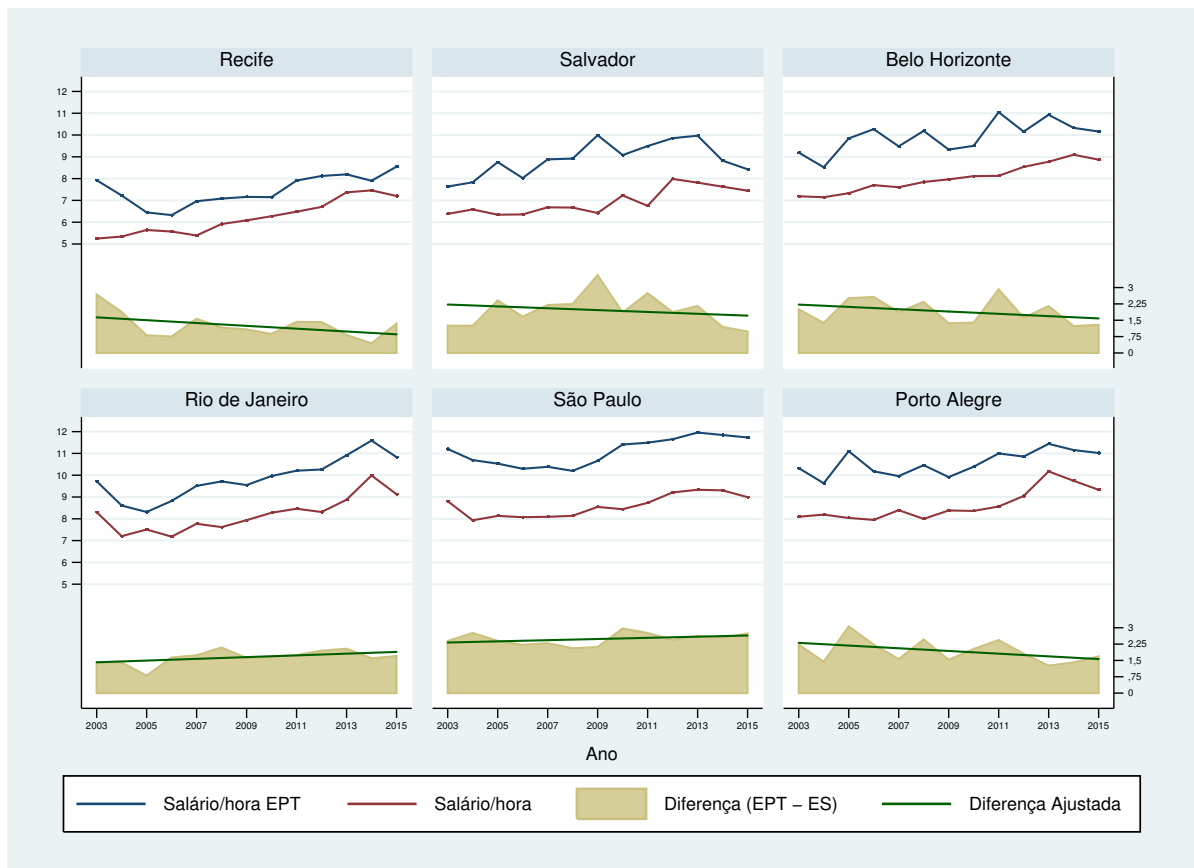 Recife
Salvador
Belo Horizonte
12
11
10
9
8
7
6
5
3
2,25
1,5
,75
0
Rio de Janeiro
São Paulo
Porto Alegre
12
11
10
9
8
7
6
5
3
2,25
1,5
,75
0
2003 2005 2007 2009 2011 2013 2015
2003 2005 2007 2009 2011 2013 2015
2003 2005 2007 2009 2011 2013 2015
Ano
Salário/hora EPT
Salário/hora
Diferença (EPT − ES)
Diferença Ajustada